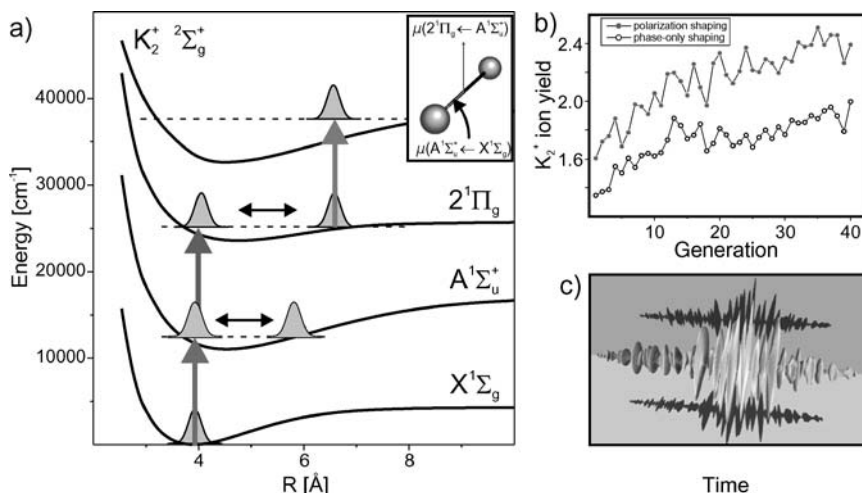 a)
K₂⁺ ²Σg⁺
μ(2¹Πg←A¹Σu⁺)
μ(A¹Σu⁺←X¹Σg)
40000
30000
20000
10000
Energy [cm⁻¹]
2¹Πg
A¹Σu⁺
X¹Σg
4
6
8
R [Å]
b)
polarization shaping
phase-only shaping
2.4
2.0
1.6
K₂⁺ ion yield
0
10
20
30
40
Generation
c)
Time